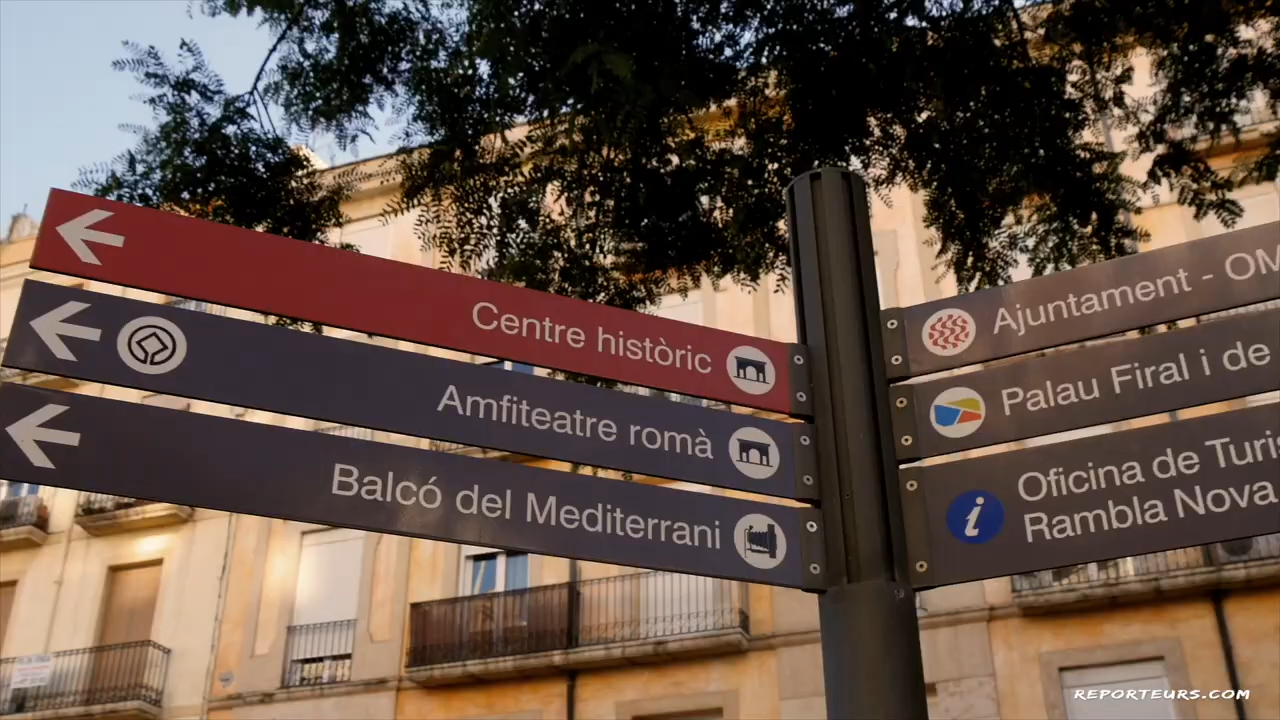 Centre històric
Amfiteatre romà
Balcó del Mediterrani
Ajuntament - OM
Palau Firal i de
Oficina de Turis
Rambla Nova
REPORTEURS.COM